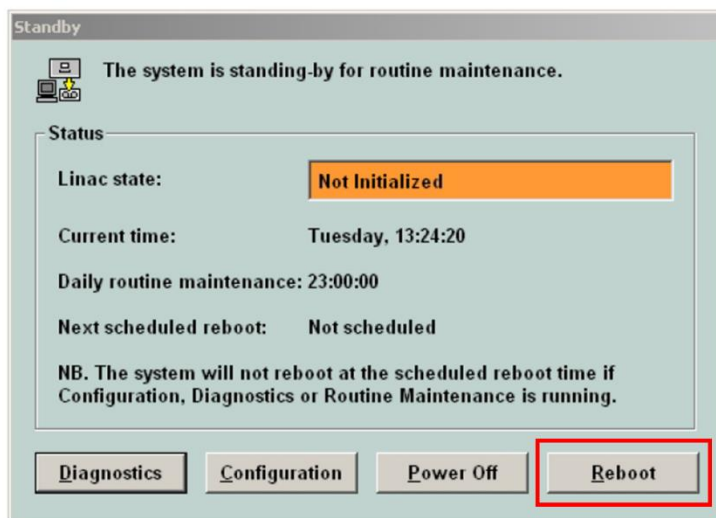 Standby
The system is standing-by for routine maintenance.
Status
Linac state: Not Initialized
Current time: Tuesday, 13:24:20
Daily routine maintenance: 23:00:00
Next scheduled reboot: Not scheduled
NB. The system will not reboot at the scheduled reboot time if
Configuration, Diagnostics or Routine Maintenance is running.
Diagnostics Configuration Power Off Reboot